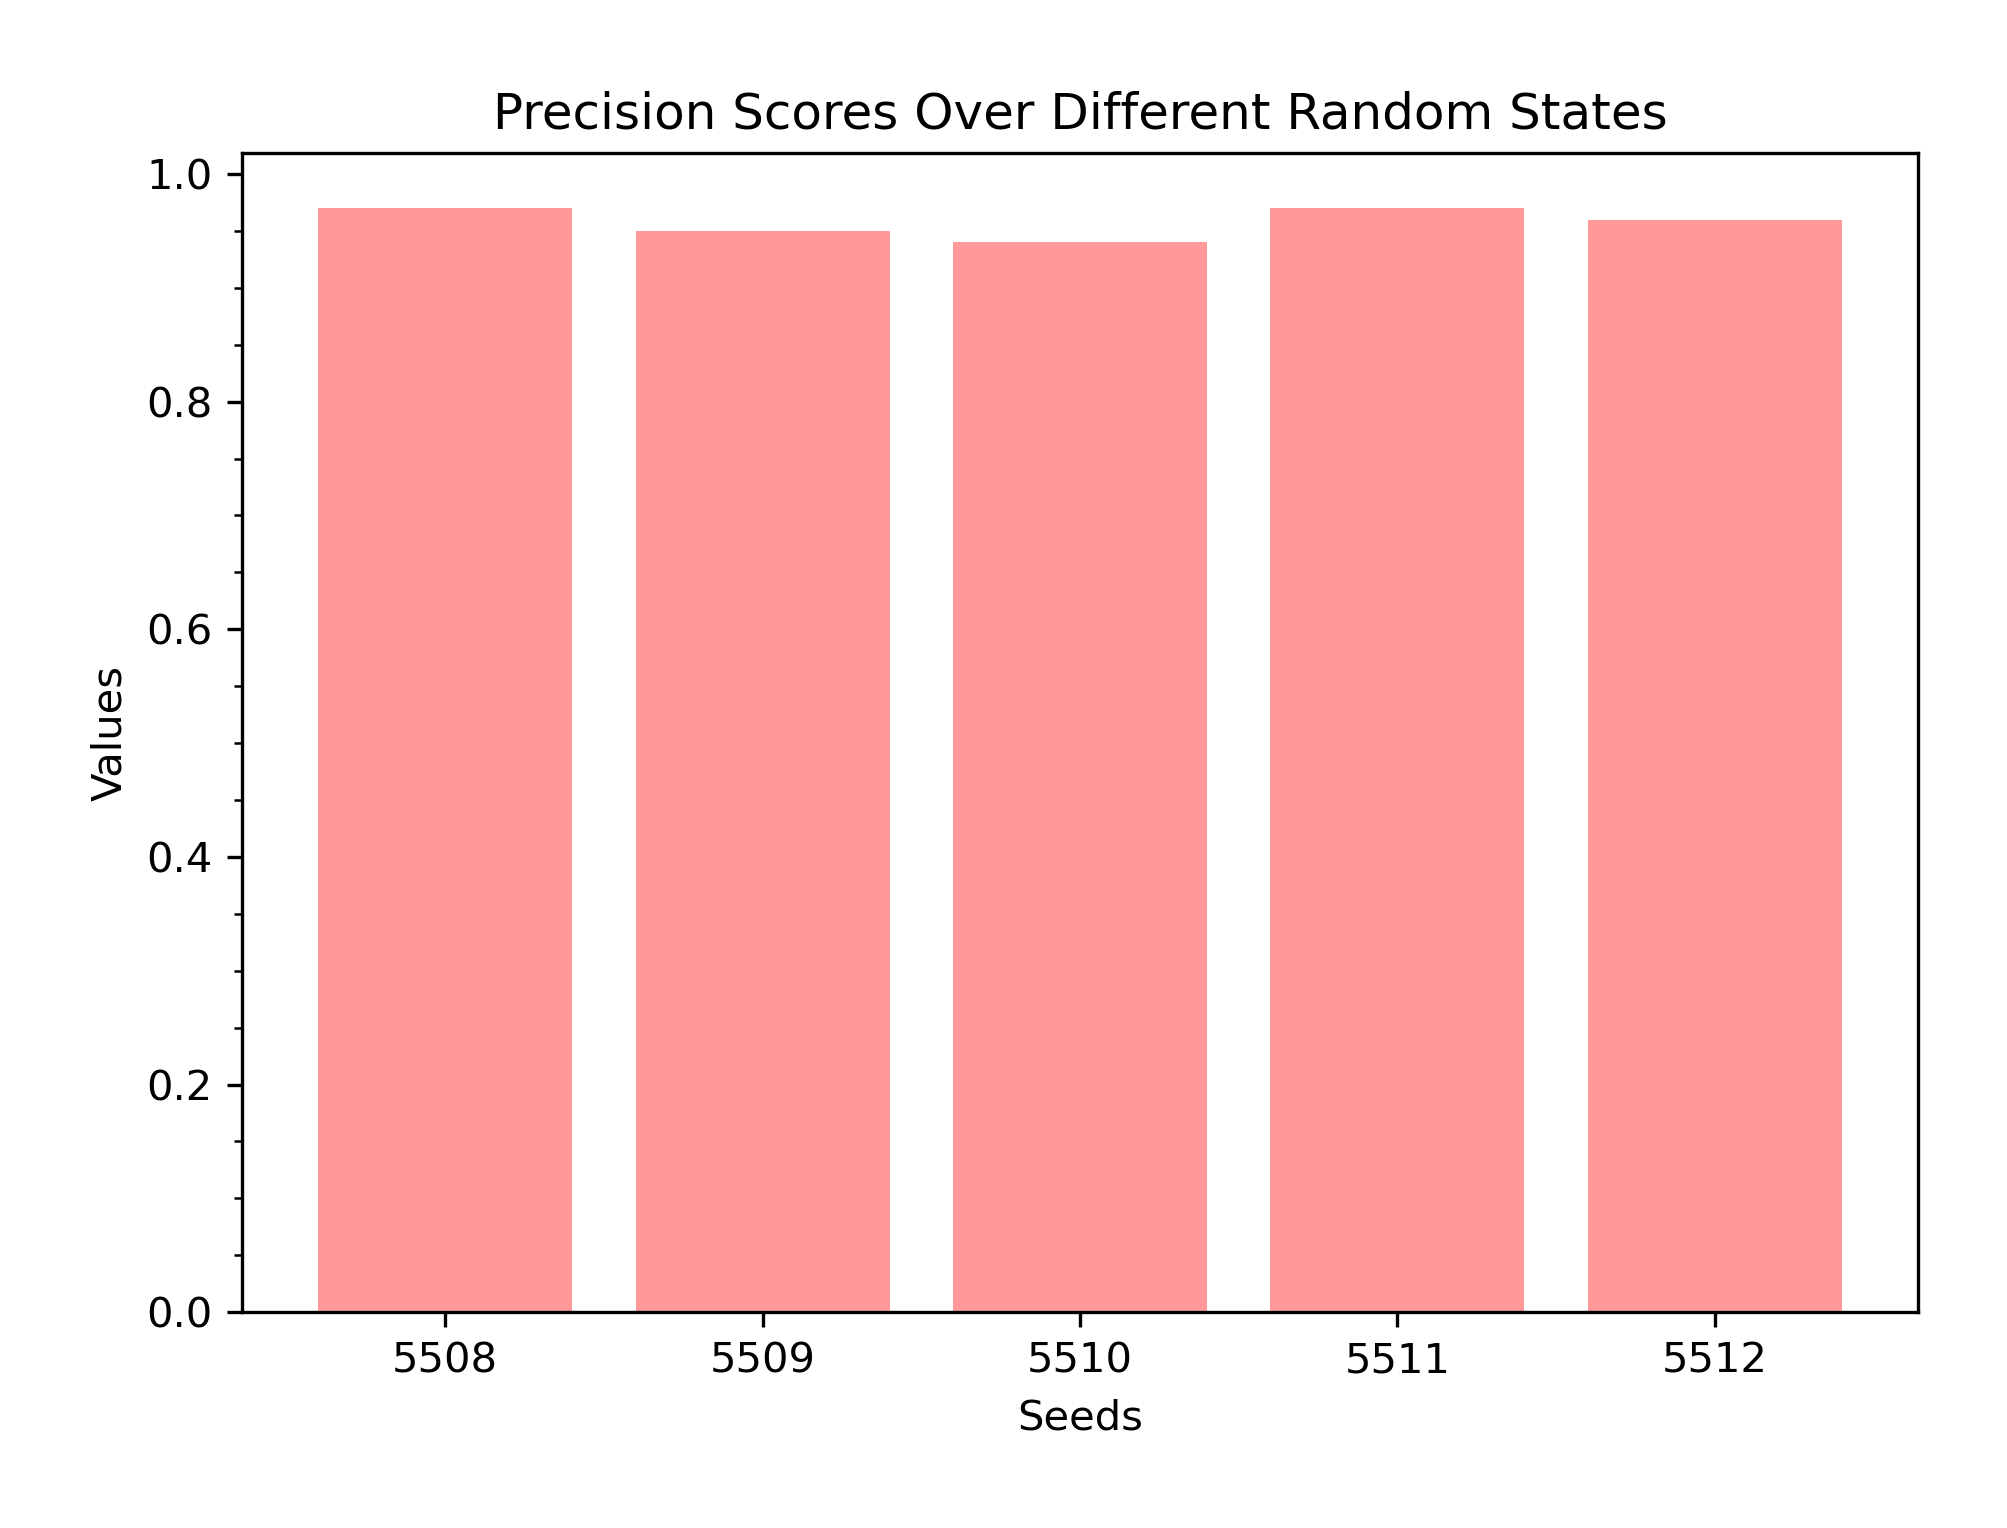 Precision Scores Over Different Random States
1.0
0.8
0.6
0.4
0.2
0.0
Values
5508 5509 5510 5511 5512
Seeds